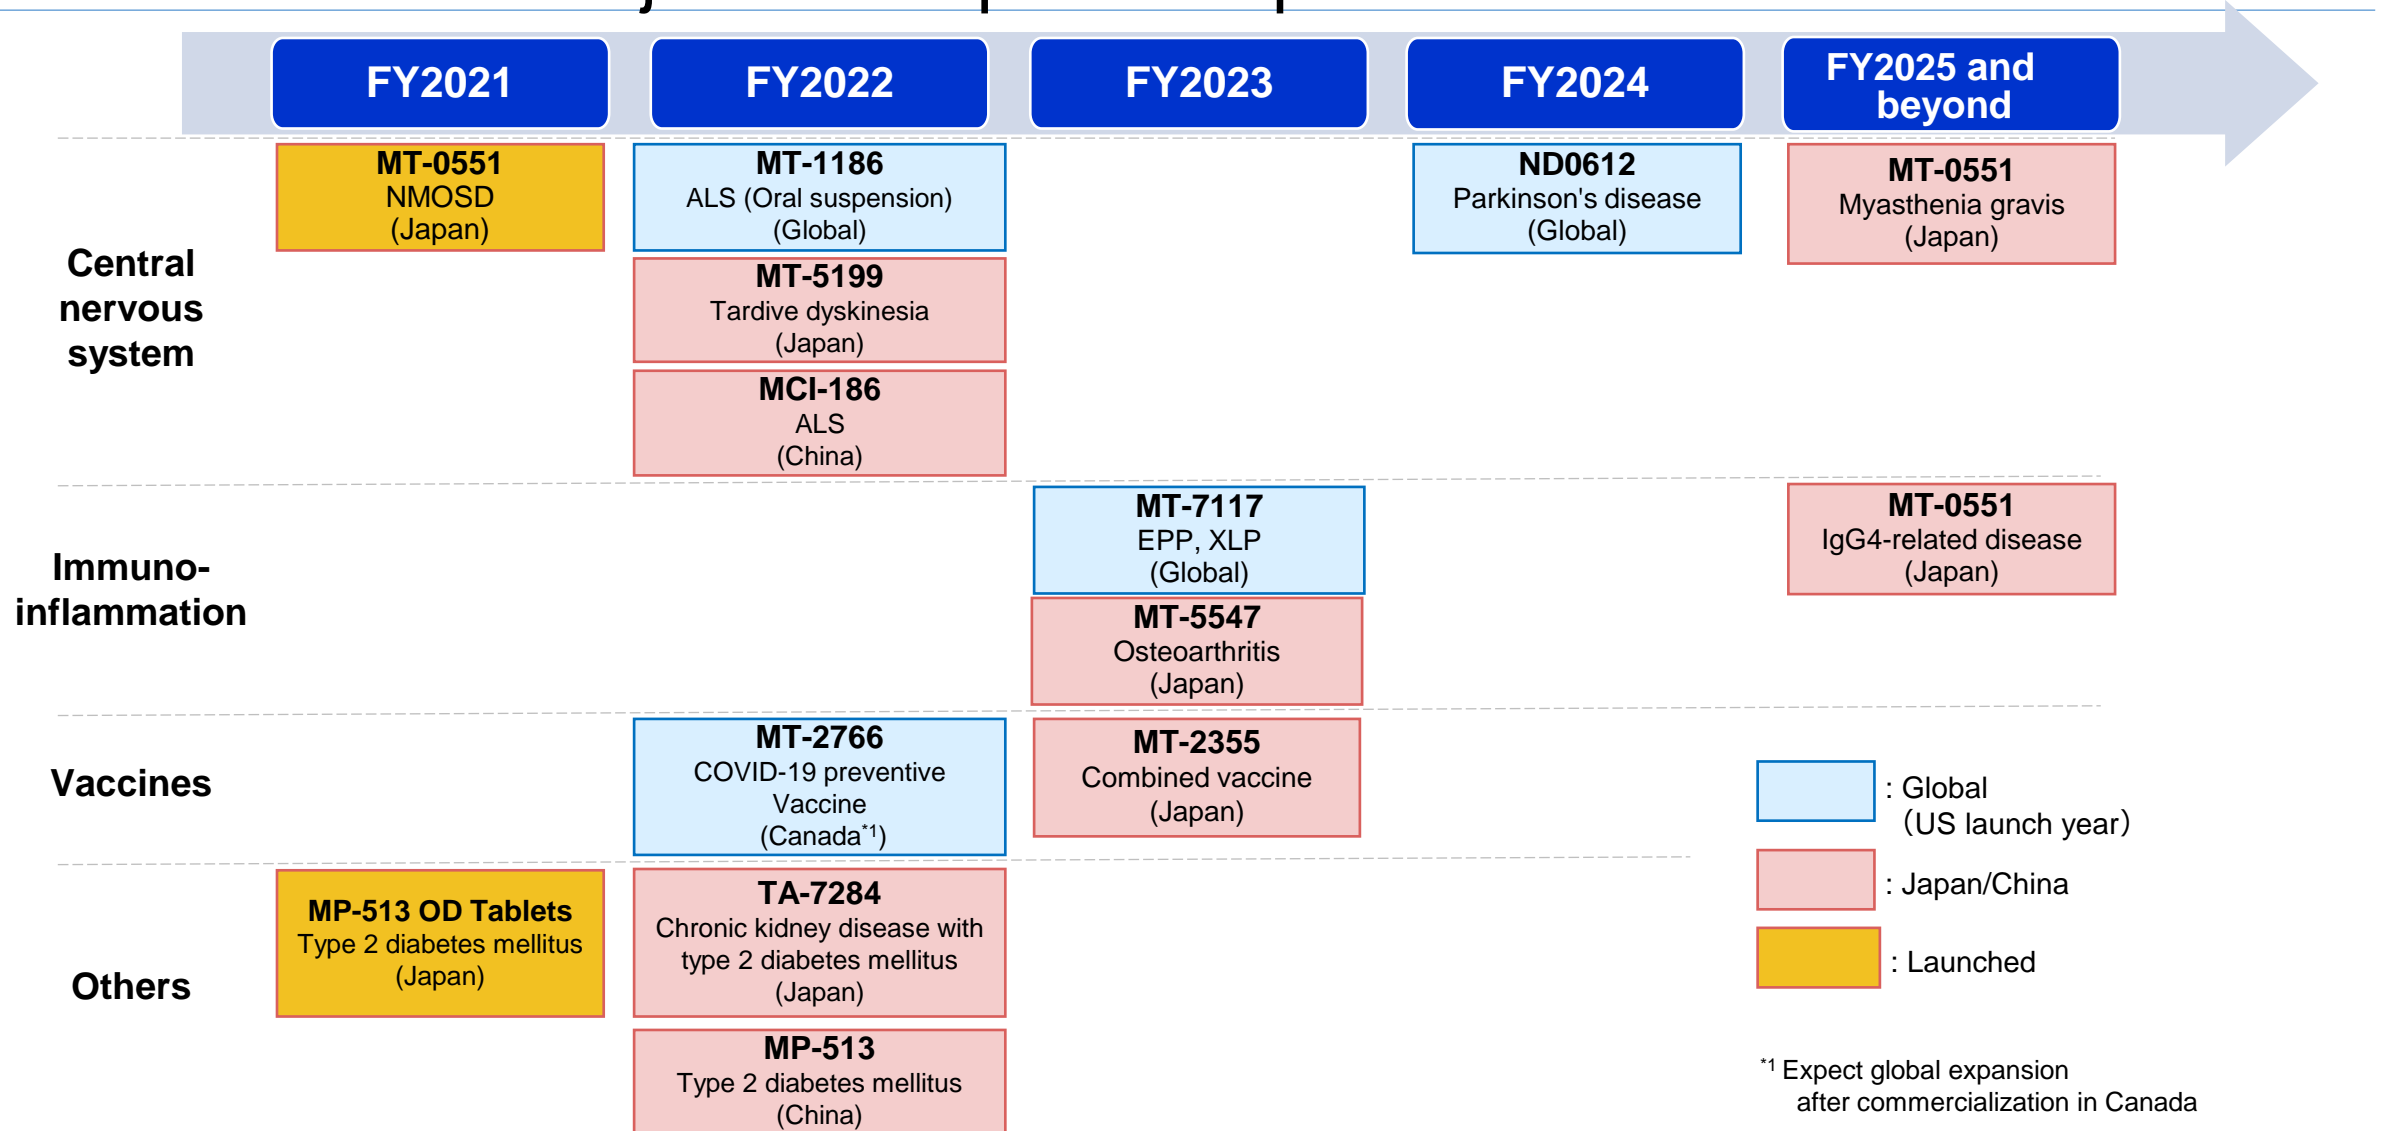 FY2021
FY2022
FY2023
FY2024
FY2025 and
beyond
Central
nervous
system
MT-0551
NMOSD
(Japan)
MT-1186
ALS (Oral suspension)
(Global)
MT-5199
Tardive dyskinesia
(Japan)
MCI-186
ALS
(China)
ND0612
Parkinson's disease
(Global)
MT-0551
Myasthenia gravis
(Japan)
Immuno-
inflammation
MT-7117
EPP, XLP
(Global)
MT-5547
Osteoarthritis
(Japan)
MT-0551
IgG4-related disease
(Japan)
Vaccines
MT-2766
COVID-19 preventive
Vaccine
(Canada*1)
MT-2355
Combined vaccine
(Japan)
Others
MP-513 OD Tablets
Type 2 diabetes mellitus
(Japan)
TA-7284
Chronic kidney disease with
type 2 diabetes mellitus
(Japan)
MP-513
Type 2 diabetes mellitus
(China)
: Global
（US launch year）
: Japan/China
: Launched
*1 Expect global expansion
after commercialization in Canada